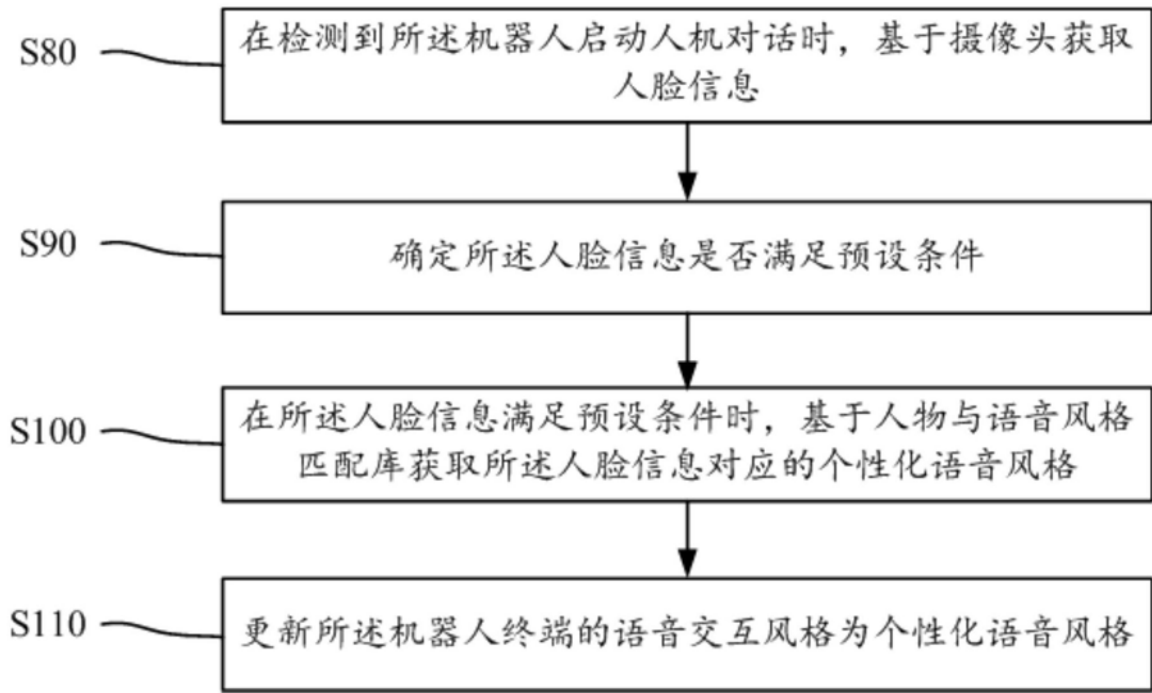 S80
在检测到所述机器人启动人机对话时，基于摄像头获取
人脸信息
S90
确定所述人脸信息是否满足预设条件
S100
在所述人脸信息满足预设条件时，基于人物与语音风格
匹配库获取所述人脸信息对应的个性化语音风格
S110
更新所述机器人终端的语音交互风格为个性化语音风格